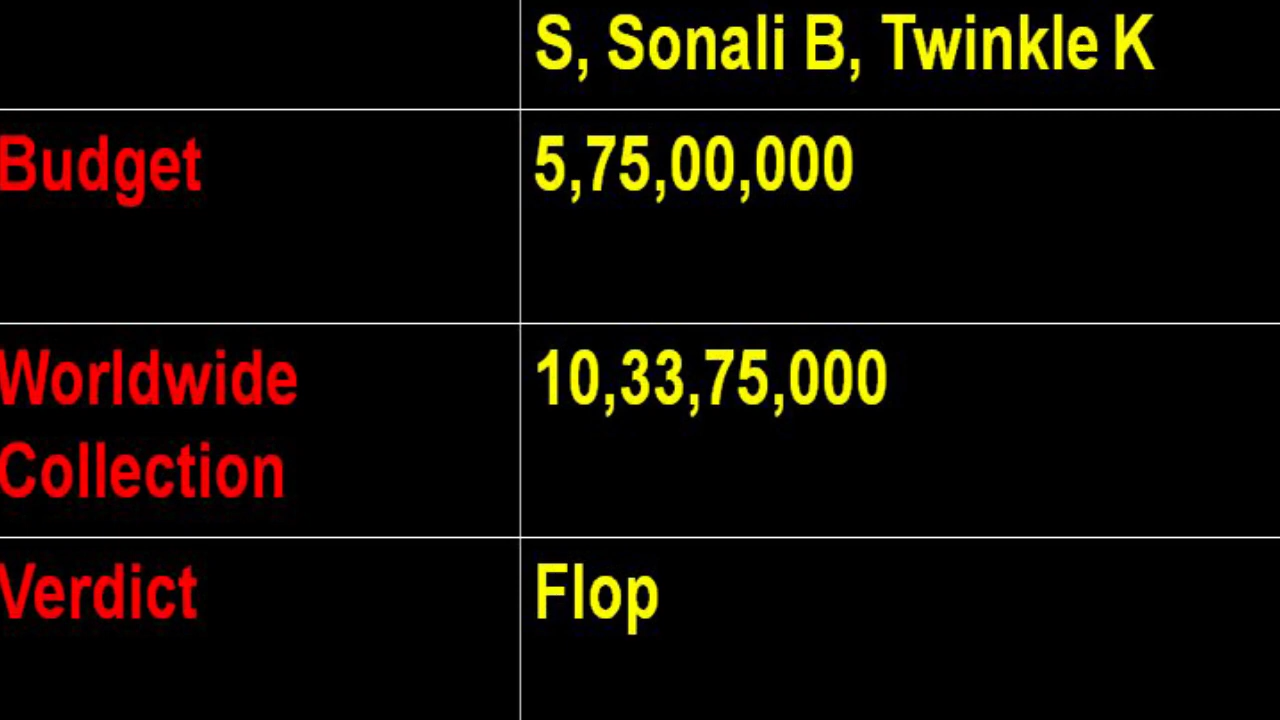 S, Sonali B, Twinkle K
Budget
5,75,00,000
Worldwide
Collection
10,33,75,000
Verdict
Flop